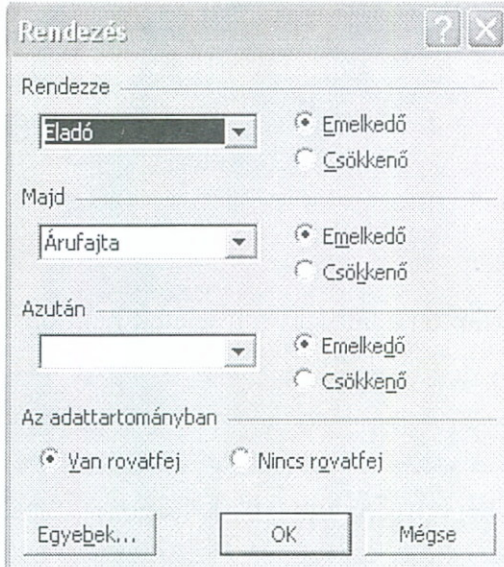 Rendezés
Rendezze
Eladó
Emelkedő
Csökkenő
Majd
Árufajta
Emelkedő
Csökkenő
Azután
Emelkedő
Csökkenő
Az adattartományban
Van rovatfej Nincs rovatfej
Egyebek... OK Mégse